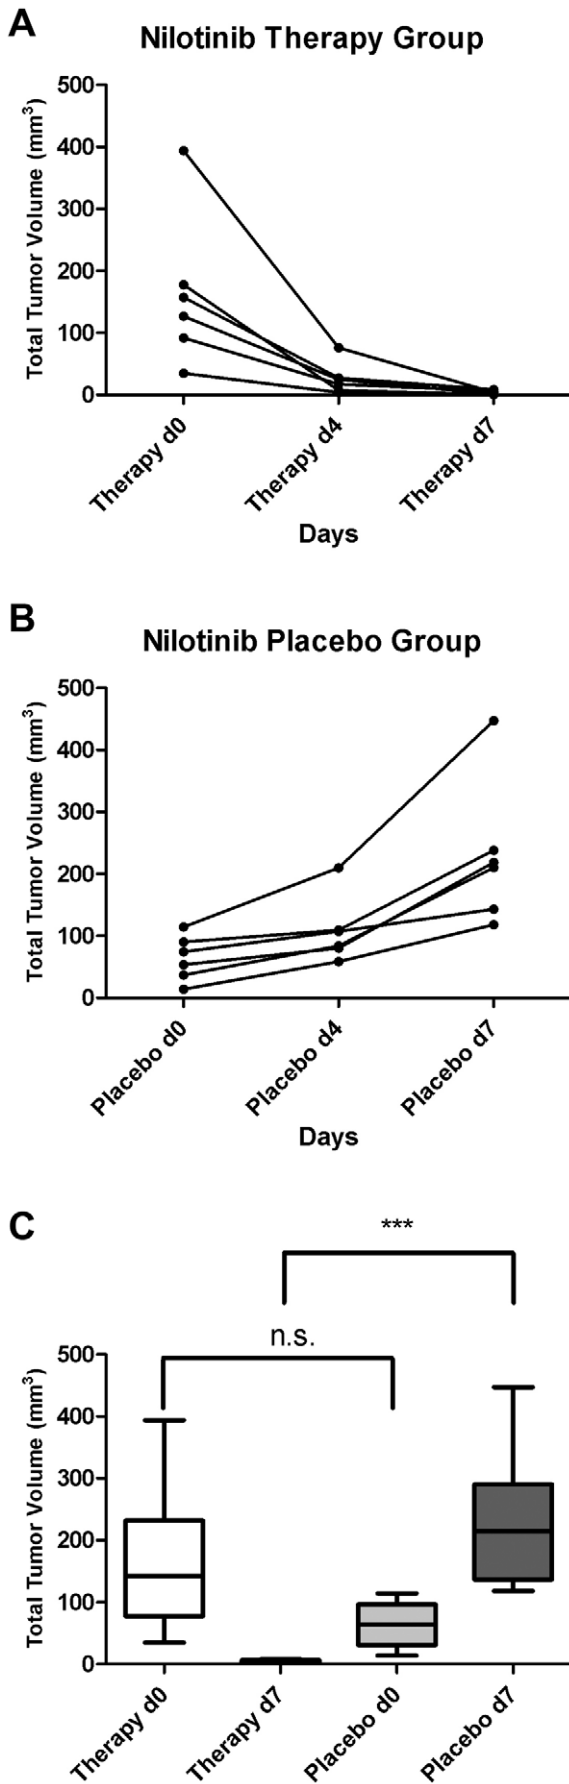 A
Nilotinib Therapy Group
Total Tumor Volume (mm³)
500
400
300
200
100
0
Therapy d0
Therapy d4
Therapy d7
Days
B
Nilotinib Placebo Group
Total Tumor Volume (mm³)
500
400
300
200
100
0
Placebo d0
Placebo d4
Placebo d7
Days
C
***
n.s.
Total Tumor Volume (mm³)
500
400
300
200
100
0
Therapy d0
Therapy d7
Placebo d0
Placebo d7